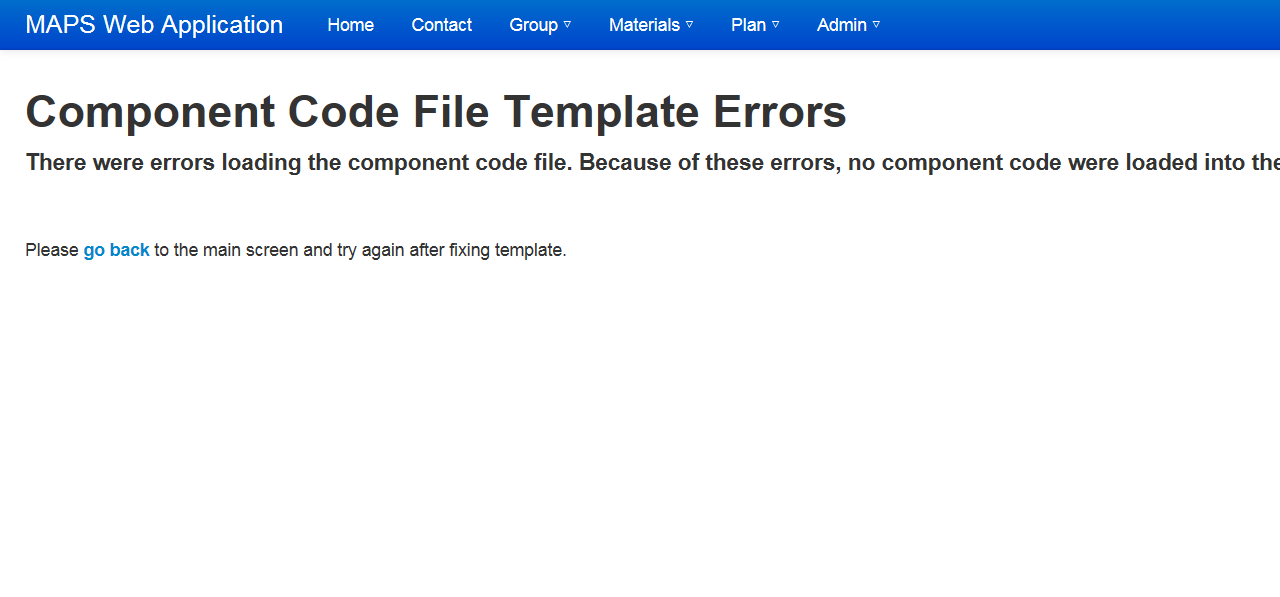 MAPS Web Application Home Contact Group ▿ Materials ▿ Plan ▿ Admin ▿
Component Code File Template Errors
There were errors loading the component code file. Because of these errors, no component code were loaded into the
Please go back to the main screen and try again after fixing template.